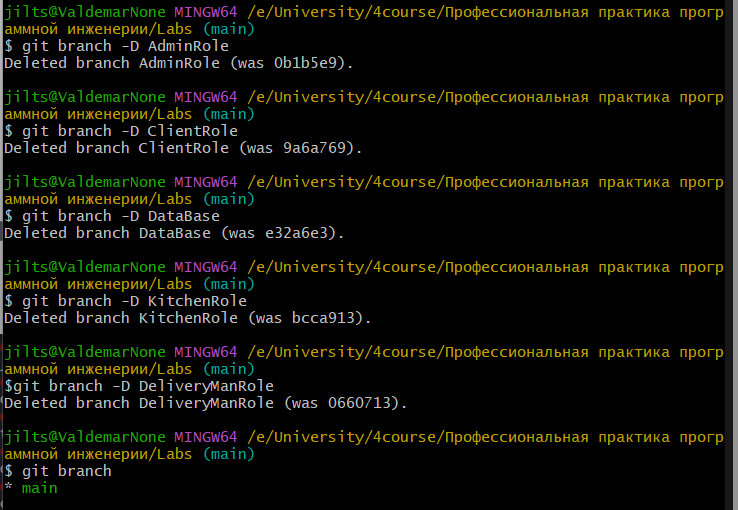 jilts@ValdemarNone MINGW64 /e/University/4course/Профессиональная практика прогр
аммной инженерии/Labs (main)
$ git branch -D AdminRole
Deleted branch AdminRole (was 0b1b5e9).
jilts@ValdemarNone MINGW64 /e/University/4course/Профессиональная практика прогр
аммной инженерии/Labs (main)
$ git branch -D ClientRole
Deleted branch ClientRole (was 9a6a769).
jilts@ValdemarNone MINGW64 /e/University/4course/Профессиональная практика прогр
аммной инженерии/Labs (main)
$ git branch -D DataBase
Deleted branch DataBase (was e32a6e3).
jilts@ValdemarNone MINGW64 /e/University/4course/Профессиональная практика прогр
аммной инженерии/Labs (main)
$ git branch -D KitchenRole
Deleted branch KitchenRole (was bcca913).
jilts@ValdemarNone MINGW64 /e/University/4course/Профессиональная практика прогр
аммной инженерии/Labs (main)
$git branch -D DeliveryManRole
Deleted branch DeliveryManRole (was 0660713).
jilts@ValdemarNone MINGW64 /e/University/4course/Профессиональная практика прогр
аммной инженерии/Labs (main)
$ git branch
* main